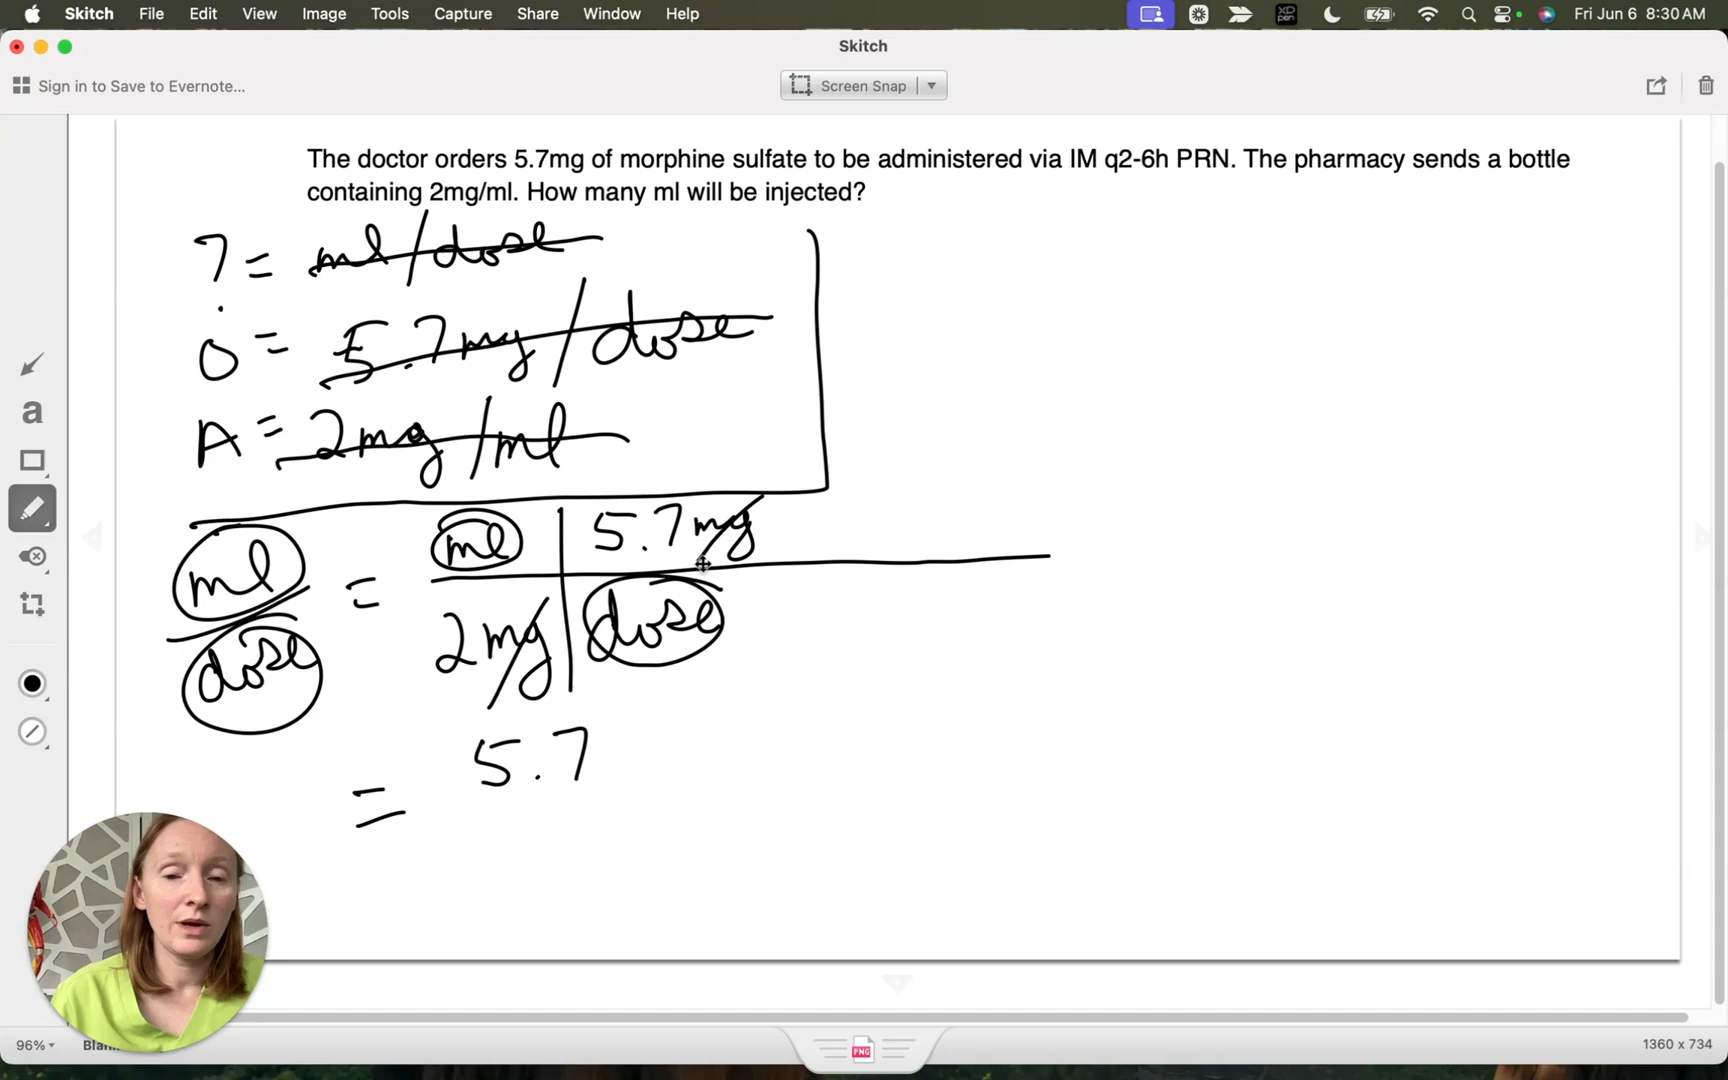 Skitch File Edit View Image Tools Capture Share Window Help Fri Jun 6 8:30 AM
Skitch
Sign in to Save to Evernote... Screen Snap
The doctor orders 5.7mg of morphine sulfate to be administered via IM q2-6h PRN. The pharmacy sends a bottle
containing 2mg/ml. How many ml will be injected?
? = ml/dose
O = 5.7mg/dose
A = 2mg/ml
ml = ml 5.7mg
dose 2mg dose
= 5.7
a
96% PNG 1360 x 734